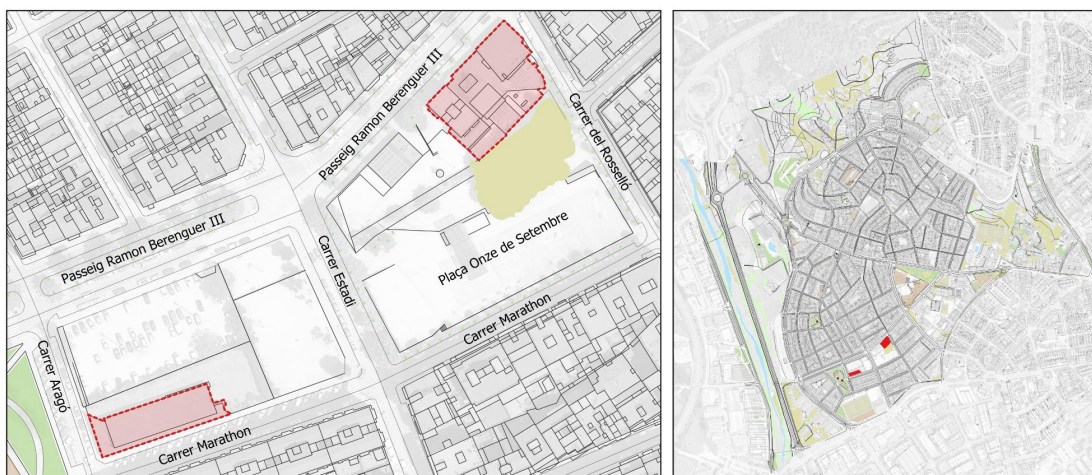 Passeig Ramon Berenguer III
Carrer del Rosselló
Passeig Ramon Berenguer III
Carrer Estadi
Plaça Onze de Setembre
Carrer Marathon
Carrer Aragó
Carrer Marathon